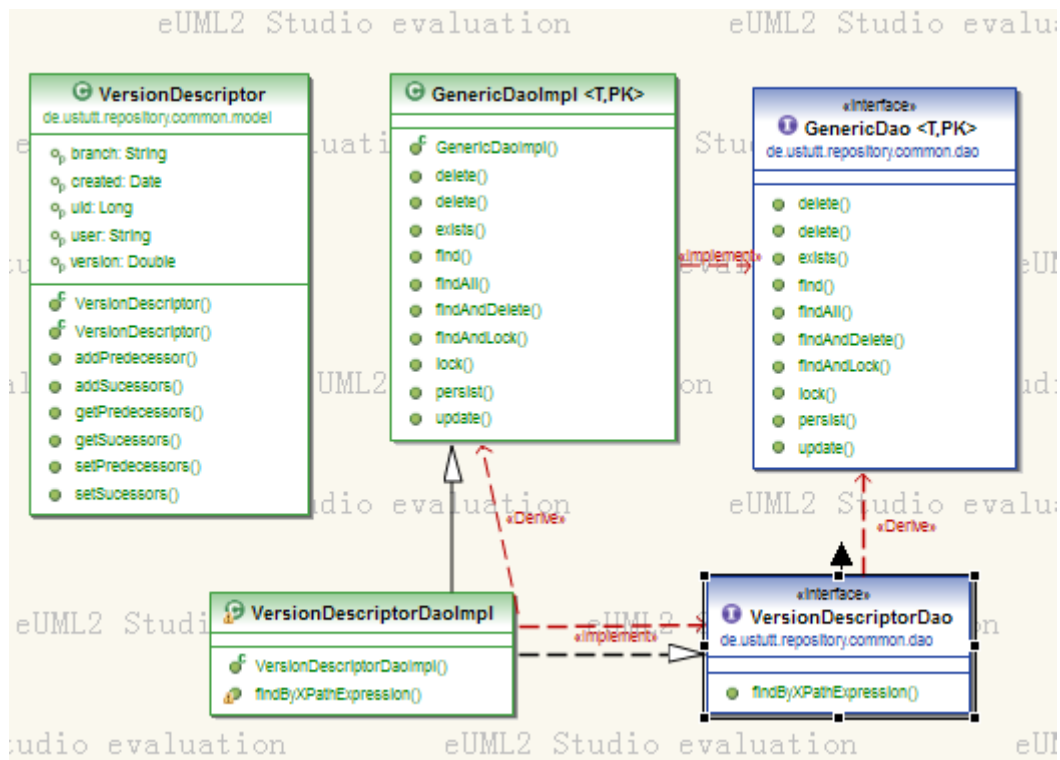 eUML2 Studio evaluation
eUML2 Studio evalua
VersionDescriptor
de.ustutt.repository.common.model
branch: String
created: Date
uid: Long
user: String
version: Double
VersionDescriptor()
VersionDescriptor()
addPredecessor()
addSucessors()
getPredecessors()
getSucessors()
setPredecessors()
setSucessors()
GenericDaoImpl <T,PK>
GenericDaoImpl()
delete()
delete()
exists()
find()
findAll()
findAndDelete()
findAndLock()
lock()
persist()
update()
«Implement»
«Interface»
GenericDao <T,PK>
de.ustutt.repository.common.dao
delete()
delete()
exists()
find()
findAll()
findAndDelete()
findAndLock()
lock()
persist()
update()
«Derive»
«Derive»
VersionDescriptorDaoImpl
VersionDescriptorDaoImpl()
findByXPathExpression()
«Implement»
«Interface»
VersionDescriptorDao
de.ustutt.repository.common.dao
findByXPathExpression()
udio evaluation
eUML2 Studio evaluation
eUM